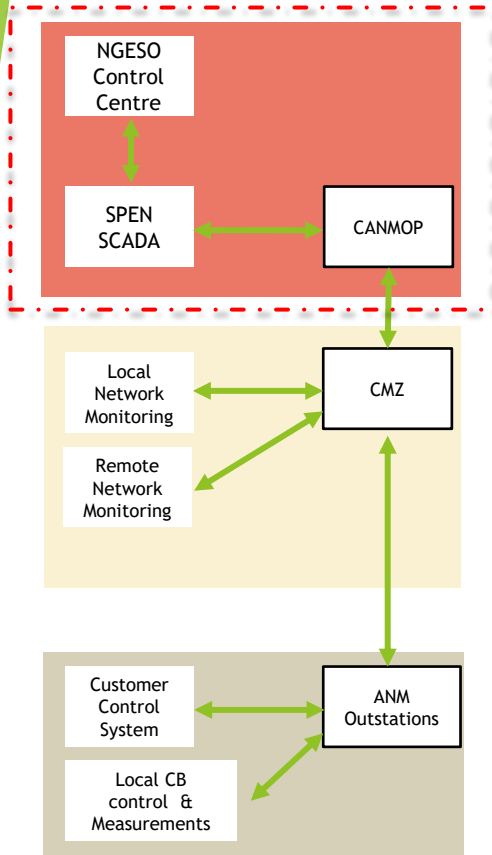 NGESO
Control
Centre
SPEN
SCADA
CANMOP
Local
Network
Monitoring
CMZ
Remote
Network
Monitoring
Customer
Control
System
ANM
Outstations
Local CB
control &
Measurements